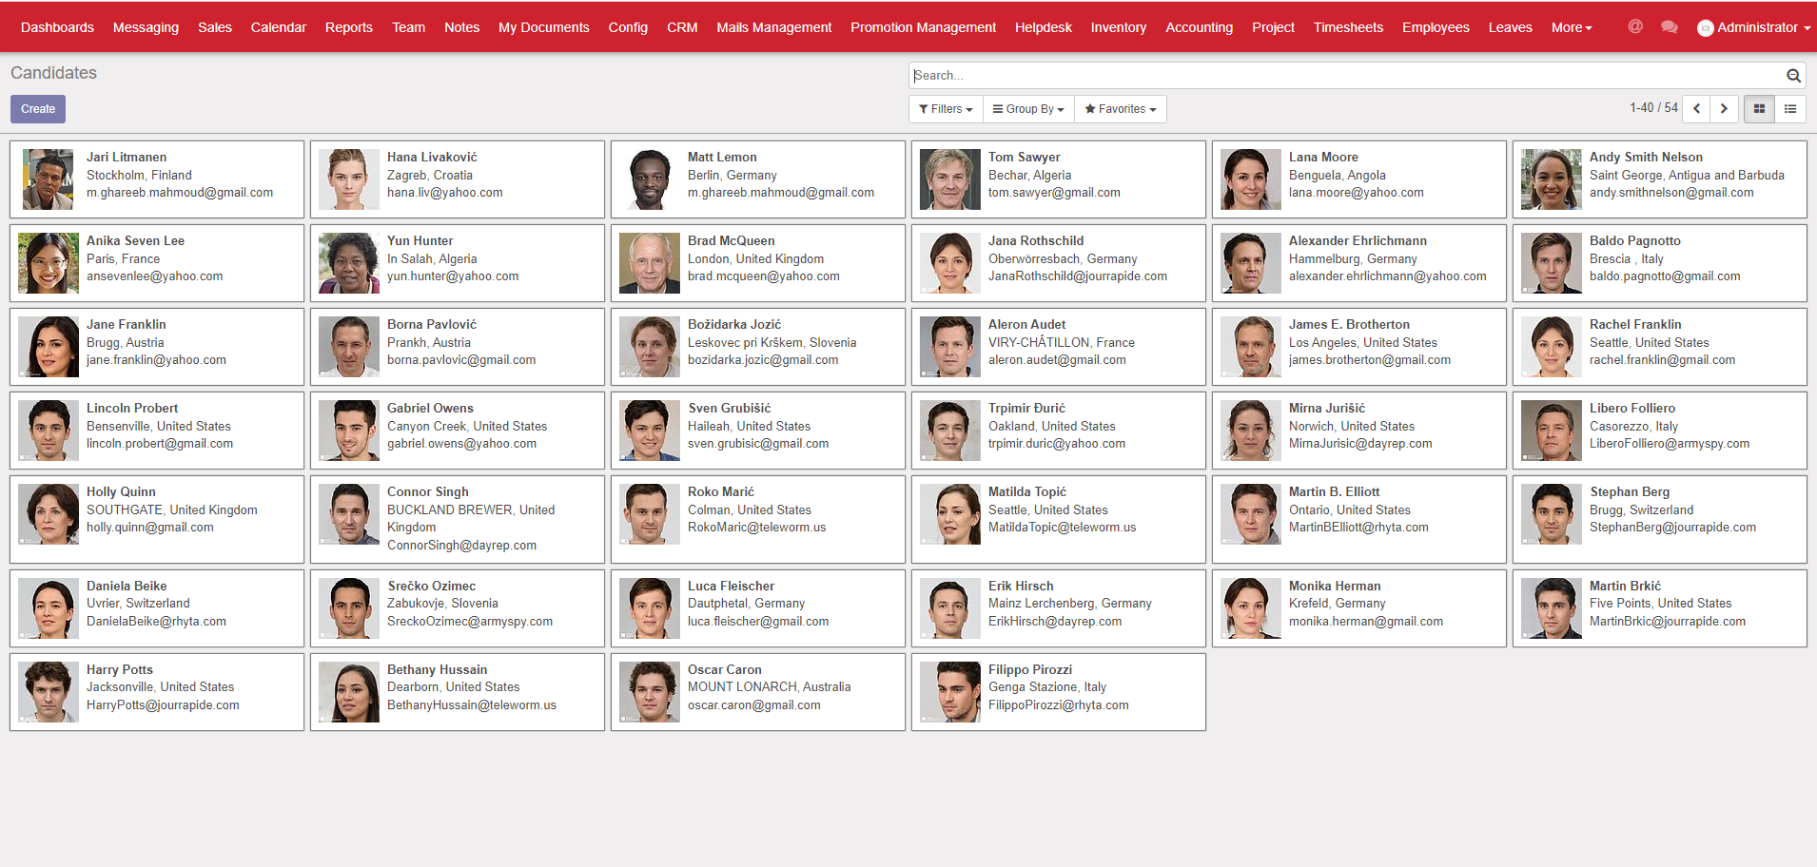 Dashboards Messaging Sales Calendar Reports Team Notes My Documents Config CRM Mails Management Promotion Management Helpdesk Inventory Accounting Project Timesheets Employees Leaves More @ Administrator
Candidates
Search...
Create
Filters Group By Favorites
1-40 / 54
Jari Litmanen
Stockholm, Finland
m.ghareeb.mahmoud@gmail.com
Hana Livaković
Zagreb, Croatia
hana.liv@yahoo.com
Matt Lemon
Berlin, Germany
m.ghareeb.mahmoud@gmail.com
Tom Sawyer
Bechar, Algeria
tom.sawyer@gmail.com
Lana Moore
Benguela, Angola
lana.moore@yahoo.com
Andy Smith Nelson
Saint George, Antigua and Barbuda
andy.smithnelson@gmail.com
Anika Seven Lee
Paris, France
ansevenlee@yahoo.com
Yun Hunter
In Salah, Algeria
yun.hunter@yahoo.com
Brad McQueen
London, United Kingdom
brad.mcqueen@yahoo.com
Jana Rothschild
Oberwörresbach, Germany
JanaRothschild@jourrapide.com
Alexander Ehrlichmann
Hammelburg, Germany
alexander.ehrlichmann@yahoo.com
Baldo Pagnotto
Brescia , Italy
baldo.pagnotto@gmail.com
Jane Franklin
Brugg, Austria
jane.franklin@yahoo.com
Borna Pavlović
Prankh, Austria
borna.pavlovic@gmail.com
Božidarka Jozić
Leskovec pri Krškem, Slovenia
bozidarka.jozic@gmail.com
Aleron Audet
VIRY-CHÂTILLON, France
aleron.audet@gmail.com
James E. Brotherton
Los Angeles, United States
james.brotherton@gmail.com
Rachel Franklin
Seattle, United States
rachel.franklin@gmail.com
Lincoln Probert
Bensenville, United States
lincoln.probert@gmail.com
Gabriel Owens
Canyon Creek, United States
gabriel.owens@yahoo.com
Sven Grubišić
Haileah, United States
sven.grubisic@gmail.com
Trpimir Đurić
Oakland, United States
trpimir.duric@yahoo.com
Mirna Jurišić
Norwich, United States
MirnaJurisic@dayrep.com
Libero Folliero
Casorezzo, Italy
LiberoFolliero@armyspy.com
Holly Quinn
SOUTHGATE, United Kingdom
holly.quinn@gmail.com
Connor Singh
BUCKLAND BREWER, United
Kingdom
ConnorSingh@dayrep.com
Roko Marić
Colman, United States
RokoMaric@teleworm.us
Matilda Topić
Seattle, United States
MatildaTopic@teleworm.us
Martin B. Elliott
Ontario, United States
MartinBElliott@rhyta.com
Stephan Berg
Brugg, Switzerland
StephanBerg@jourrapide.com
Daniela Beike
Uvrier, Switzerland
DanielaBeike@rhyta.com
Srečko Ozimec
Zabukovje, Slovenia
SreckoOzimec@armyspy.com
Luca Fleischer
Dautphetal, Germany
luca.fleischer@gmail.com
Erik Hirsch
Mainz Lerchenberg, Germany
ErikHirsch@dayrep.com
Monika Herman
Krefeld, Germany
monika.herman@gmail.com
Martin Brkić
Five Points, United States
MartinBrkic@jourrapide.com
Harry Potts
Jacksonville, United States
HarryPotts@jourrapide.com
Bethany Hussain
Dearborn, United States
BethanyHussain@teleworm.us
Oscar Caron
MOUNT LONARCH, Australia
oscar.caron@gmail.com
Filippo Pirozzi
Genga Stazione, Italy
FilippoPirozzi@rhyta.com